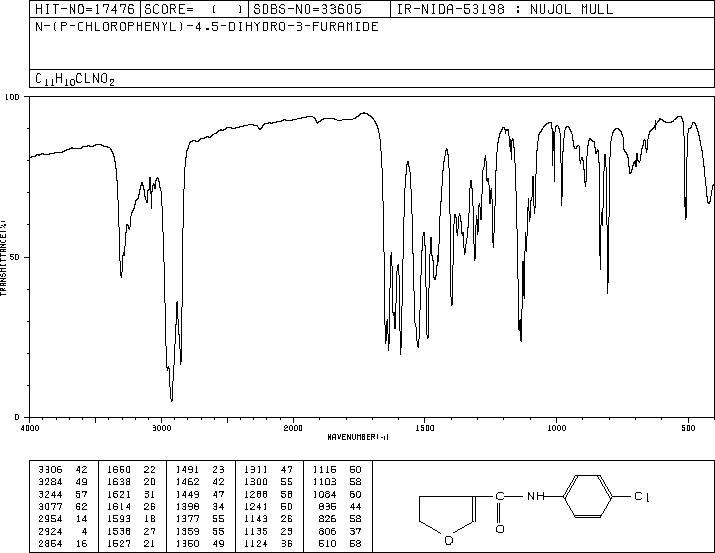 HIT-NO=17476 SCORE= ( ) SDBS-NO=33605 IR-NIDA-53198 : NUJOL MULL
N-(P-CHLOROPHENYL)-4,5-DIHYDRO-3-FURAMIDE
C11H10CLNO2
100
50
0
TRANSMITTANCE(%)
4000 3000 2000 1500 1000 500
WAVENUMBER(-1)
3306 42 1650 22 1491 23 1311 47 1116 60
3284 49 1638 20 1462 42 1300 55 1103 58
3244 57 1621 31 1449 47 1288 58 1084 60
3077 62 1614 26 1398 34 1241 50 835 44
2954 14 1593 18 1377 55 1143 26 826 58
2924 4 1538 27 1359 55 1135 23 806 37
2854 16 1527 21 1350 49 1124 36 510 58
C NH Cl
O O